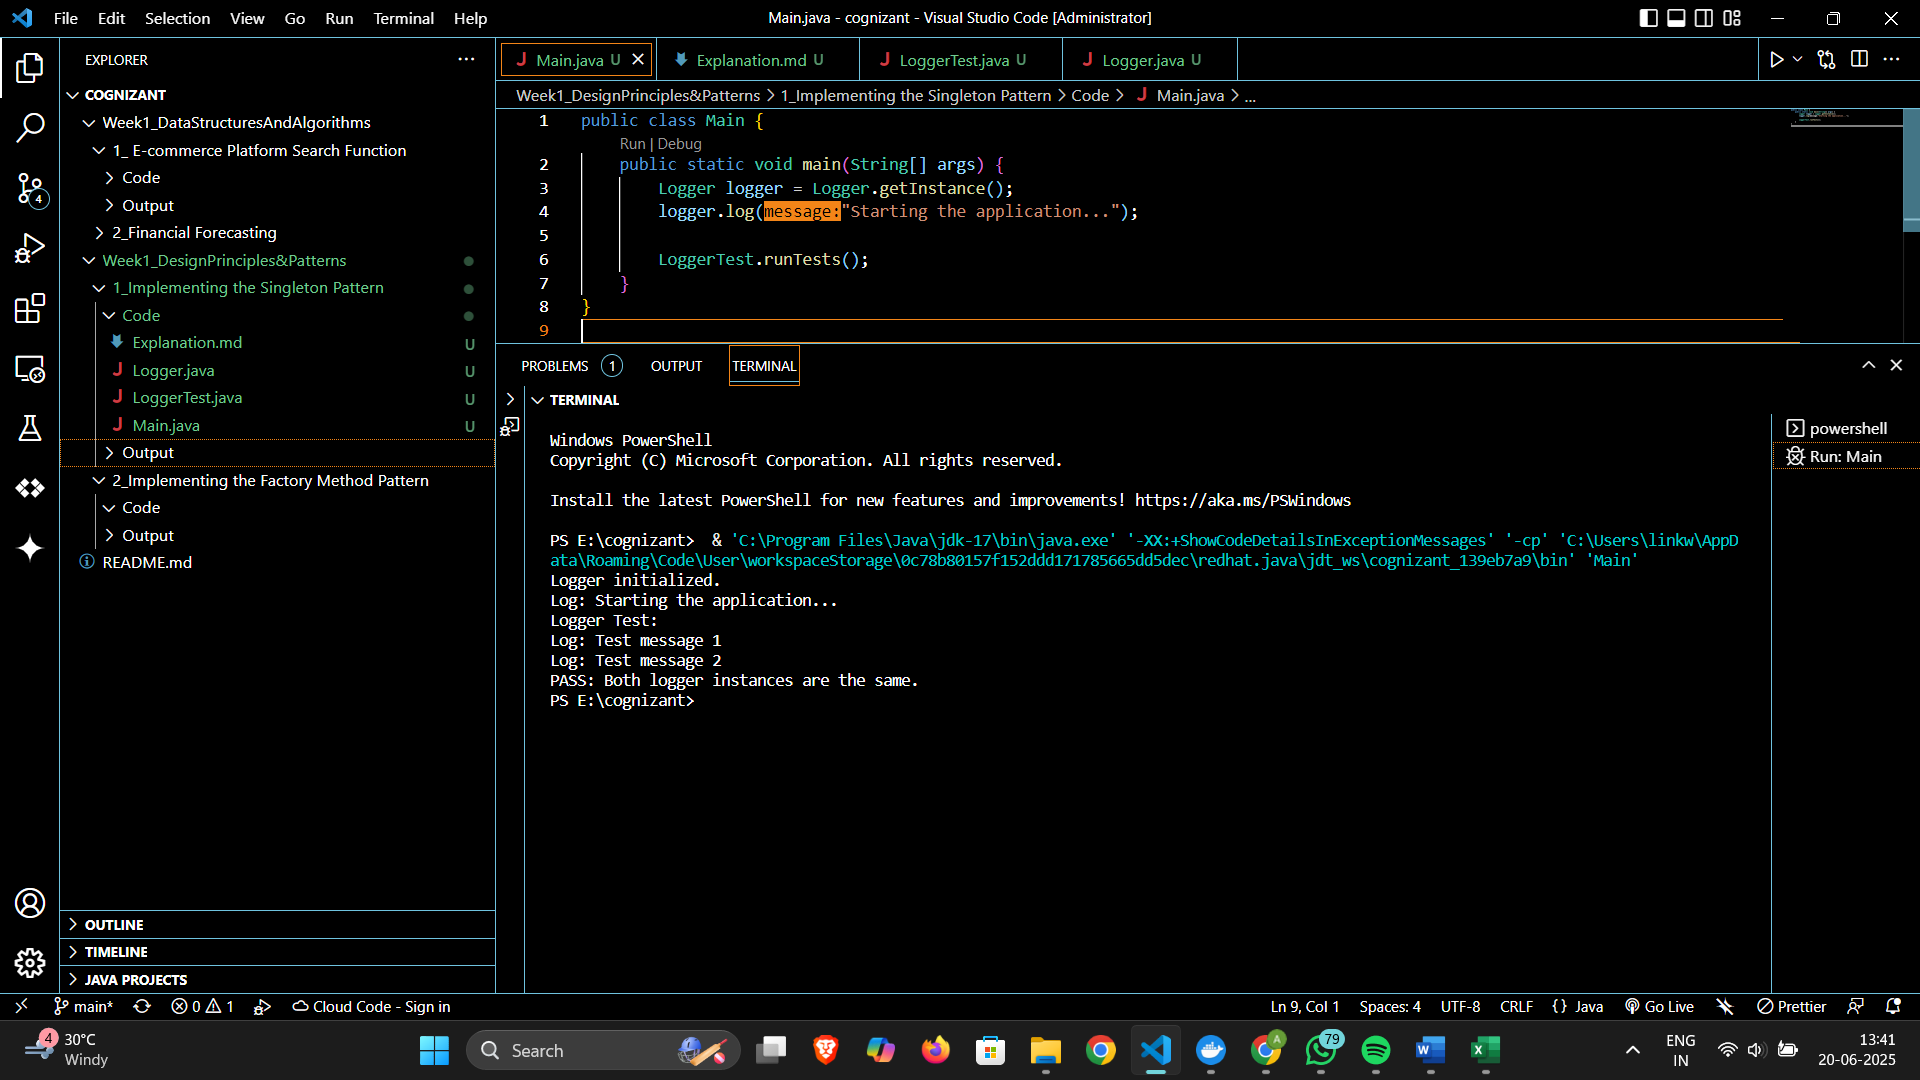 File Edit Selection View Go Run Terminal Help
Main.java - cognizant - Visual Studio Code [Administrator]
EXPLORER
COGNIZANT
Week1_DataStructuresAndAlgorithms
1_ E-commerce Platform Search Function
Code
Output
2_Financial Forecasting
Week1_DesignPrinciples&Patterns
1_Implementing the Singleton Pattern
Code
Explanation.md U
Logger.java U
LoggerTest.java U
Main.java U
Output
2_Implementing the Factory Method Pattern
Code
Output
README.md
OUTLINE
TIMELINE
JAVA PROJECTS
4
Main.java U
Explanation.md U
LoggerTest.java U
Logger.java U
Week1_DesignPrinciples&Patterns > 1_Implementing the Singleton Pattern > Code > Main.java > ...
1 public class Main {
Run | Debug
2 public static void main(String[] args) {
3 Logger logger = Logger.getInstance();
4 logger.log(message:"Starting the application...");
5
6 LoggerTest.runTests();
7 }
8 }
9
PROBLEMS 1 OUTPUT TERMINAL
TERMINAL
Windows PowerShell
Copyright (C) Microsoft Corporation. All rights reserved.
Install the latest PowerShell for new features and improvements! https://aka.ms/PSWindows
PS E:\cognizant>  & 'C:\Program Files\Java\jdk-17\bin\java.exe' '-XX:+ShowCodeDetailsInExceptionMessages' '-cp' 'C:\Users\linkw\AppD
ata\Roaming\Code\User\workspaceStorage\0c78b80157f152ddd171785665dd5dec\redhat.java\jdt_ws\cognizant_139eb7a9\bin' 'Main'
Logger initialized.
Log: Starting the application...
Logger Test:
Log: Test message 1
Log: Test message 2
PASS: Both logger instances are the same.
PS E:\cognizant>
powershell
Run: Main
main* 0 1 Cloud Code - Sign in
Ln 9, Col 1 Spaces: 4 UTF-8 CRLF {} Java Go Live Prettier
4
30°C
Windy
Search
A
79
ENG
IN
13:41
20-06-2025